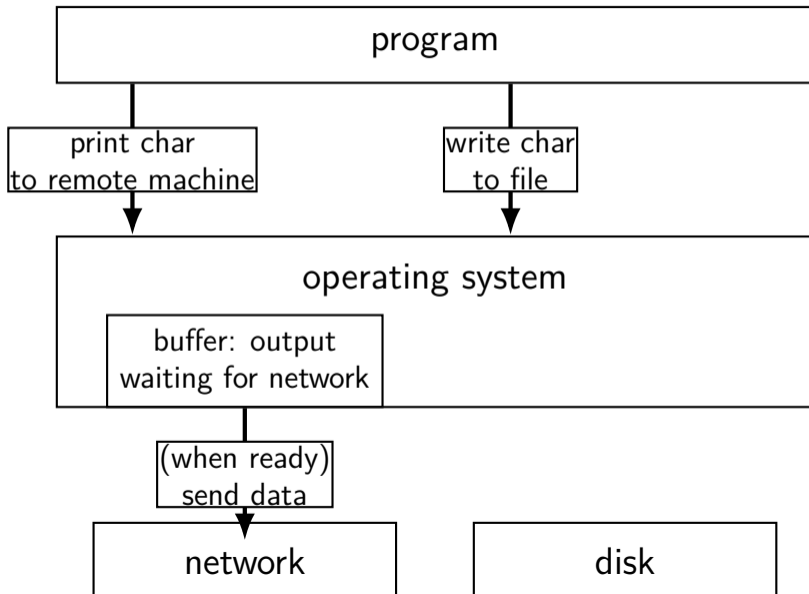 program
print char
to remote machine
write char
to file
operating system
buffer: output
waiting for network
(when ready)
send data
network
disk